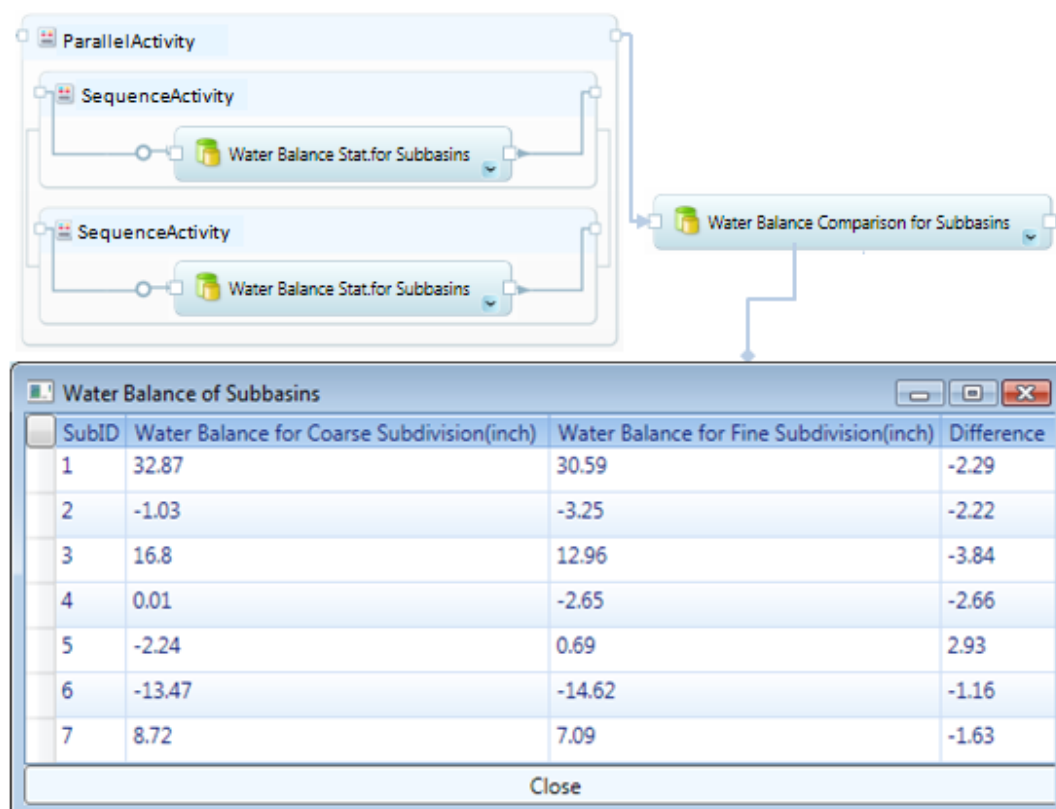 ParallelActivity
SequenceActivity
Water Balance Stat.for Subbasins
SequenceActivity
Water Balance Stat.for Subbasins
Water Balance Comparison for Subbasins
Water Balance of Subbasins
SubID Water Balance for Coarse Subdivision(inch) Water Balance for Fine Subdivision(inch) Difference
1 32.87 30.59 -2.29
2 -1.03 -3.25 -2.22
3 16.8 12.96 -3.84
4 0.01 -2.65 -2.66
5 -2.24 0.69 2.93
6 -13.47 -14.62 -1.16
7 8.72 7.09 -1.63
Close